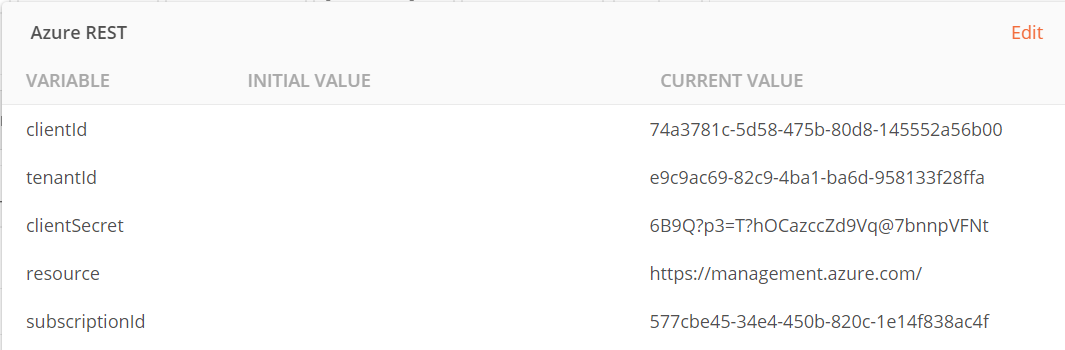 Azure REST Edit
VARIABLE INITIAL VALUE CURRENT VALUE
clientId 74a3781c-5d58-475b-80d8-145552a56b00
tenantId e9c9ac69-82c9-4ba1-ba6d-958133f28ffa
clientSecret 6B9Q?p3=T?hOCazccZd9Vq@7bnnpVFNt
resource https://management.azure.com/
subscriptionId 577cbe45-34e4-450b-820c-1e14f838ac4f